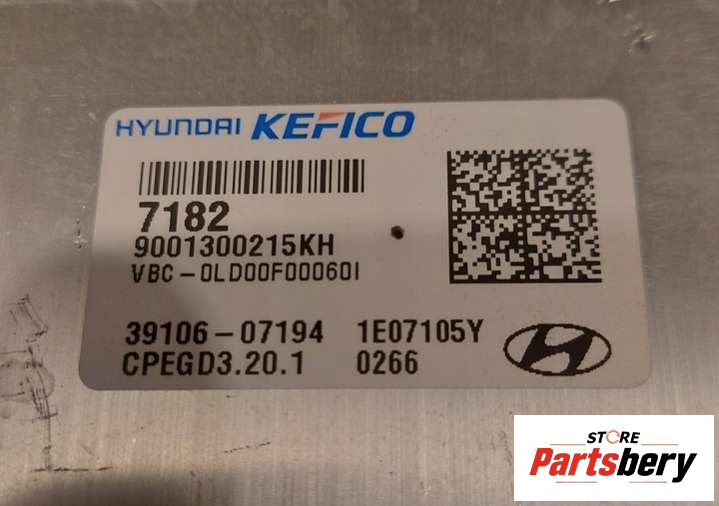 HYUNDAI KEFICO
7182
9001300215KH
VBC-0LD00F00060I
39106-07194 1E07105Y
CPEGD3.20.1 0266
STORE
Partsbery